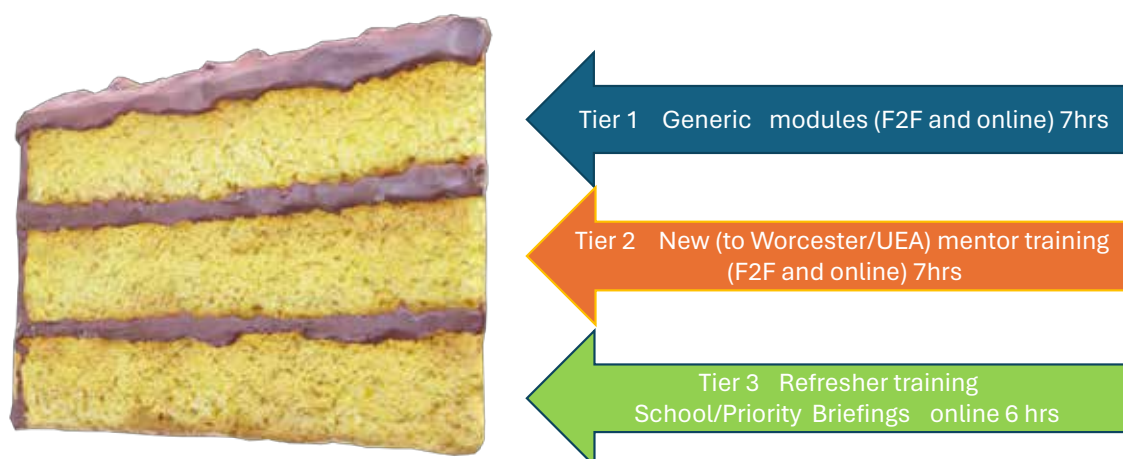 Tier 1 Generic modules (F2F and online) 7hrs
Tier 2 New (to Worcester/UEA) mentor training
(F2F and online) 7hrs
Tier 3 Refresher training
School/Priority Briefings online 6 hrs